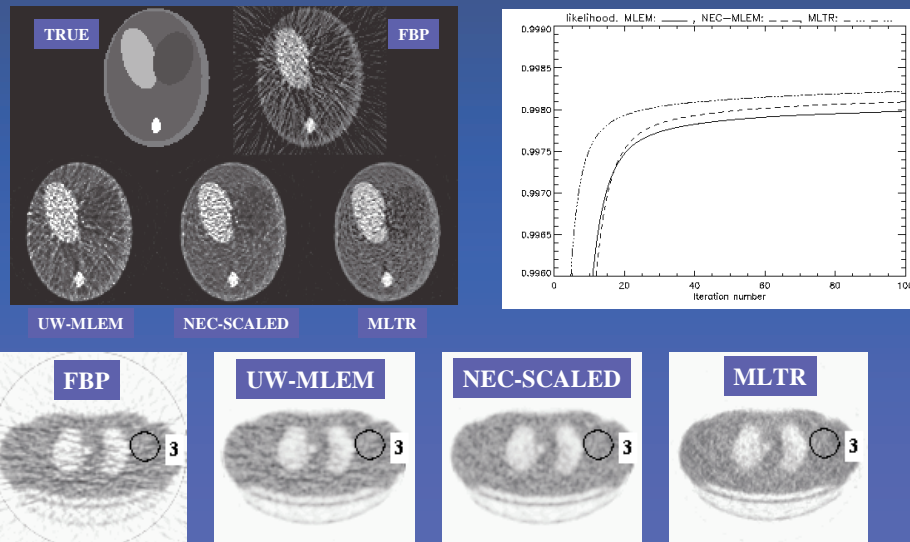 TRUE
FBP
UW-MLEM
NEC-SCALED
MLTR
likelihood. MLEM: ——, NEC-MLEM: – – –, MLTR: –···–···
0.9990
0.9985
0.9980
0.9975
0.9970
0.9965
0.9960
0 20 40 60 80 100
Iteration number
FBP
3
UW-MLEM
3
NEC-SCALED
3
MLTR
3